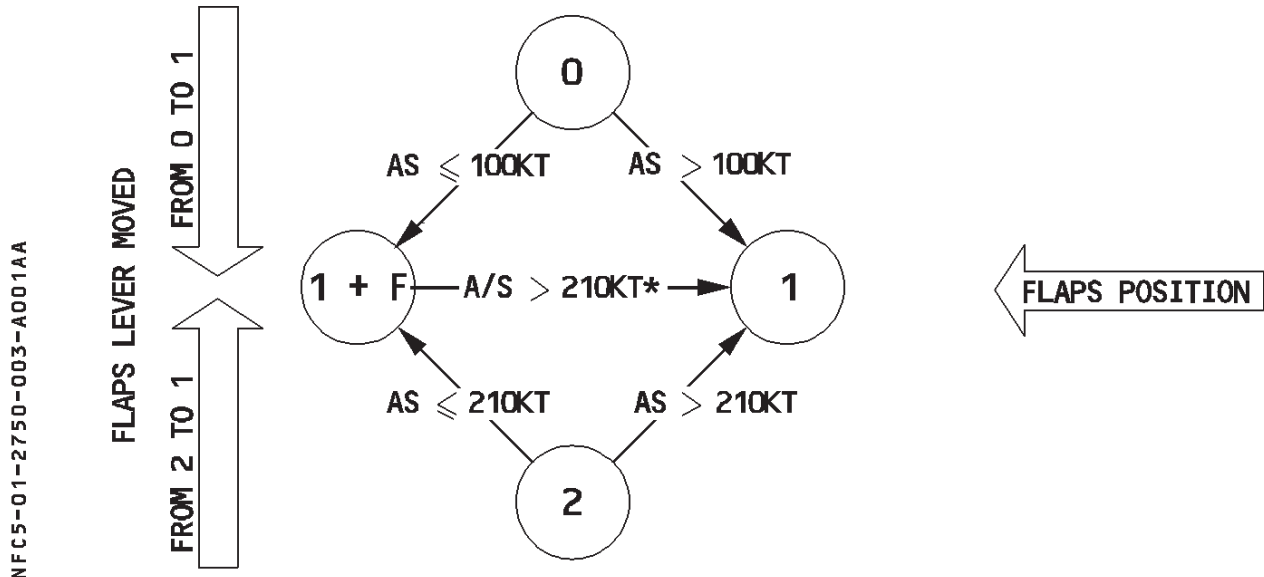 0
AS ⩽ 100KT
AS > 100KT
FROM 0 TO 1
FLAPS LEVER MOVED
1 + F
A/S > 210KT*
1
FLAPS POSITION
FROM 2 TO 1
AS ⩽ 210KT
AS > 210KT
2
NFC5-01-2750-003-A001AA